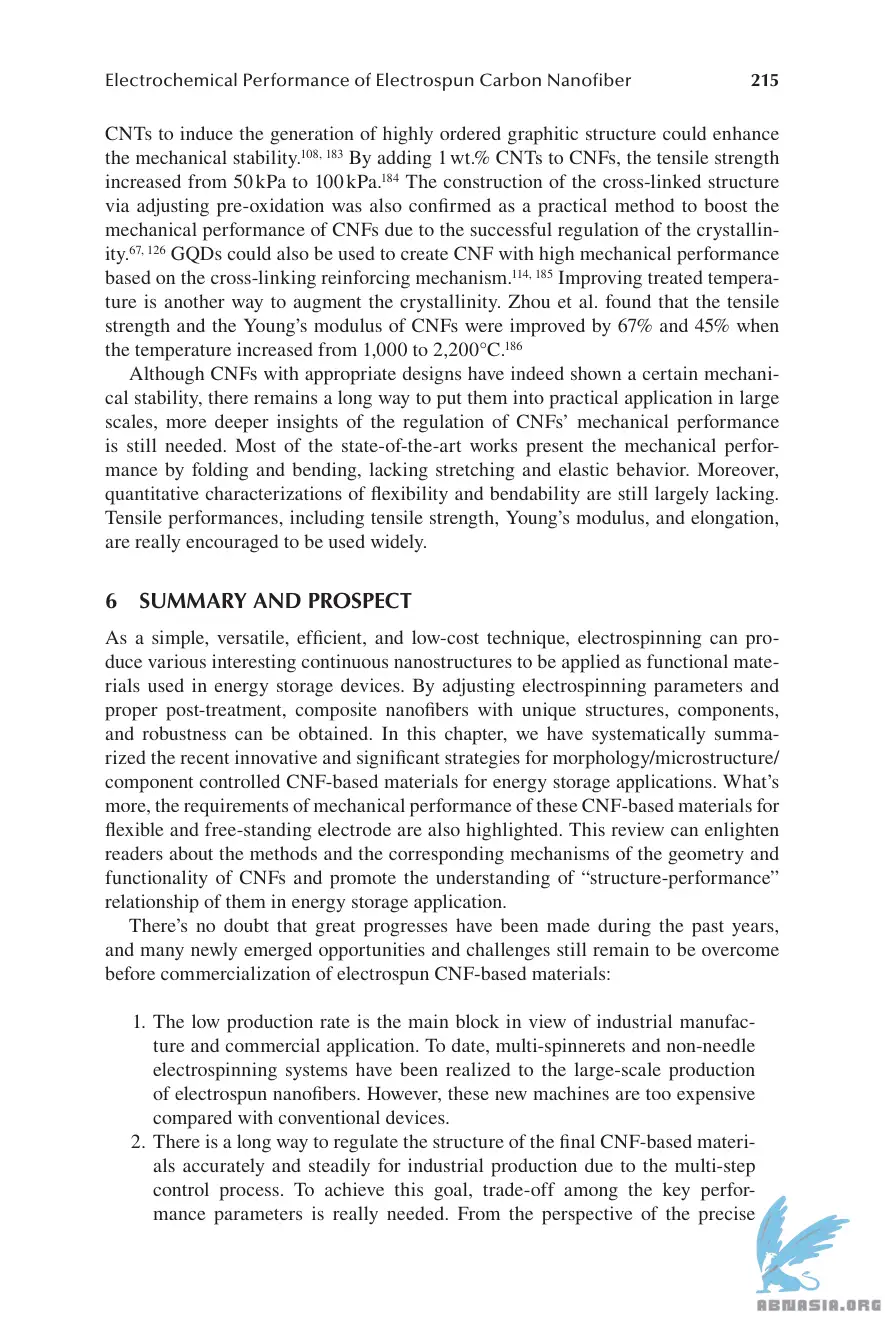 Electrochemical Performance of Electrospun Carbon Nanofiber 215
CNTs to induce the generation of highly ordered graphitic structure could enhance
the mechanical stability.108, 183 By adding 1 wt.% CNTs to CNFs, the tensile strength
increased from 50 kPa to 100 kPa.184 The construction of the cross-linked structure
via adjusting pre-oxidation was also confirmed as a practical method to boost the
mechanical performance of CNFs due to the successful regulation of the crystallin-
ity.67, 126 GQDs could also be used to create CNF with high mechanical performance
based on the cross-linking reinforcing mechanism.114, 185 Improving treated tempera-
ture is another way to augment the crystallinity. Zhou et al. found that the tensile
strength and the Young's modulus of CNFs were improved by 67% and 45% when
the temperature increased from 1,000 to 2,200°C.186
Although CNFs with appropriate designs have indeed shown a certain mechani-
cal stability, there remains a long way to put them into practical application in large
scales, more deeper insights of the regulation of CNFs' mechanical performance
is still needed. Most of the state-of-the-art works present the mechanical perfor-
mance by folding and bending, lacking stretching and elastic behavior. Moreover,
quantitative characterizations of flexibility and bendability are still largely lacking.
Tensile performances, including tensile strength, Young's modulus, and elongation,
are really encouraged to be used widely.
6 SUMMARY AND PROSPECT
As a simple, versatile, efficient, and low-cost technique, electrospinning can pro-
duce various interesting continuous nanostructures to be applied as functional mate-
rials used in energy storage devices. By adjusting electrospinning parameters and
proper post-treatment, composite nanofibers with unique structures, components,
and robustness can be obtained. In this chapter, we have systematically summa-
rized the recent innovative and significant strategies for morphology/microstructure/
component controlled CNF-based materials for energy storage applications. What's
more, the requirements of mechanical performance of these CNF-based materials for
flexible and free-standing electrode are also highlighted. This review can enlighten
readers about the methods and the corresponding mechanisms of the geometry and
functionality of CNFs and promote the understanding of “structure-performance”
relationship of them in energy storage application.
There's no doubt that great progresses have been made during the past years,
and many newly emerged opportunities and challenges still remain to be overcome
before commercialization of electrospun CNF-based materials:
1. The low production rate is the main block in view of industrial manufac-
ture and commercial application. To date, multi-spinnerets and non-needle
electrospinning systems have been realized to the large-scale production
of electrospun nanofibers. However, these new machines are too expensive
compared with conventional devices.
2. There is a long way to regulate the structure of the final CNF-based materi-
als accurately and steadily for industrial production due to the multi-step
control process. To achieve this goal, trade-off among the key perfor-
mance parameters is really needed. From the perspective of the precise
ABNASIA.ORG